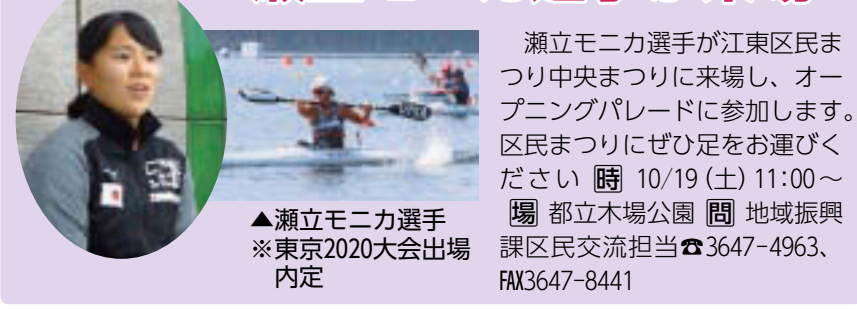 瀬立モニカ選手が江東区民ま
つり中央まつりに来場し、オー
プニングパレードに参加します。
区民まつりにぜひ足をお運びく
ださい 時 10/19(土)11:00~
場 都立木場公園 問 地域振興
課区民交流担当☎3647-4963、
FAX3647-8441
▲瀬立モニカ選手
※東京2020大会出場
内定